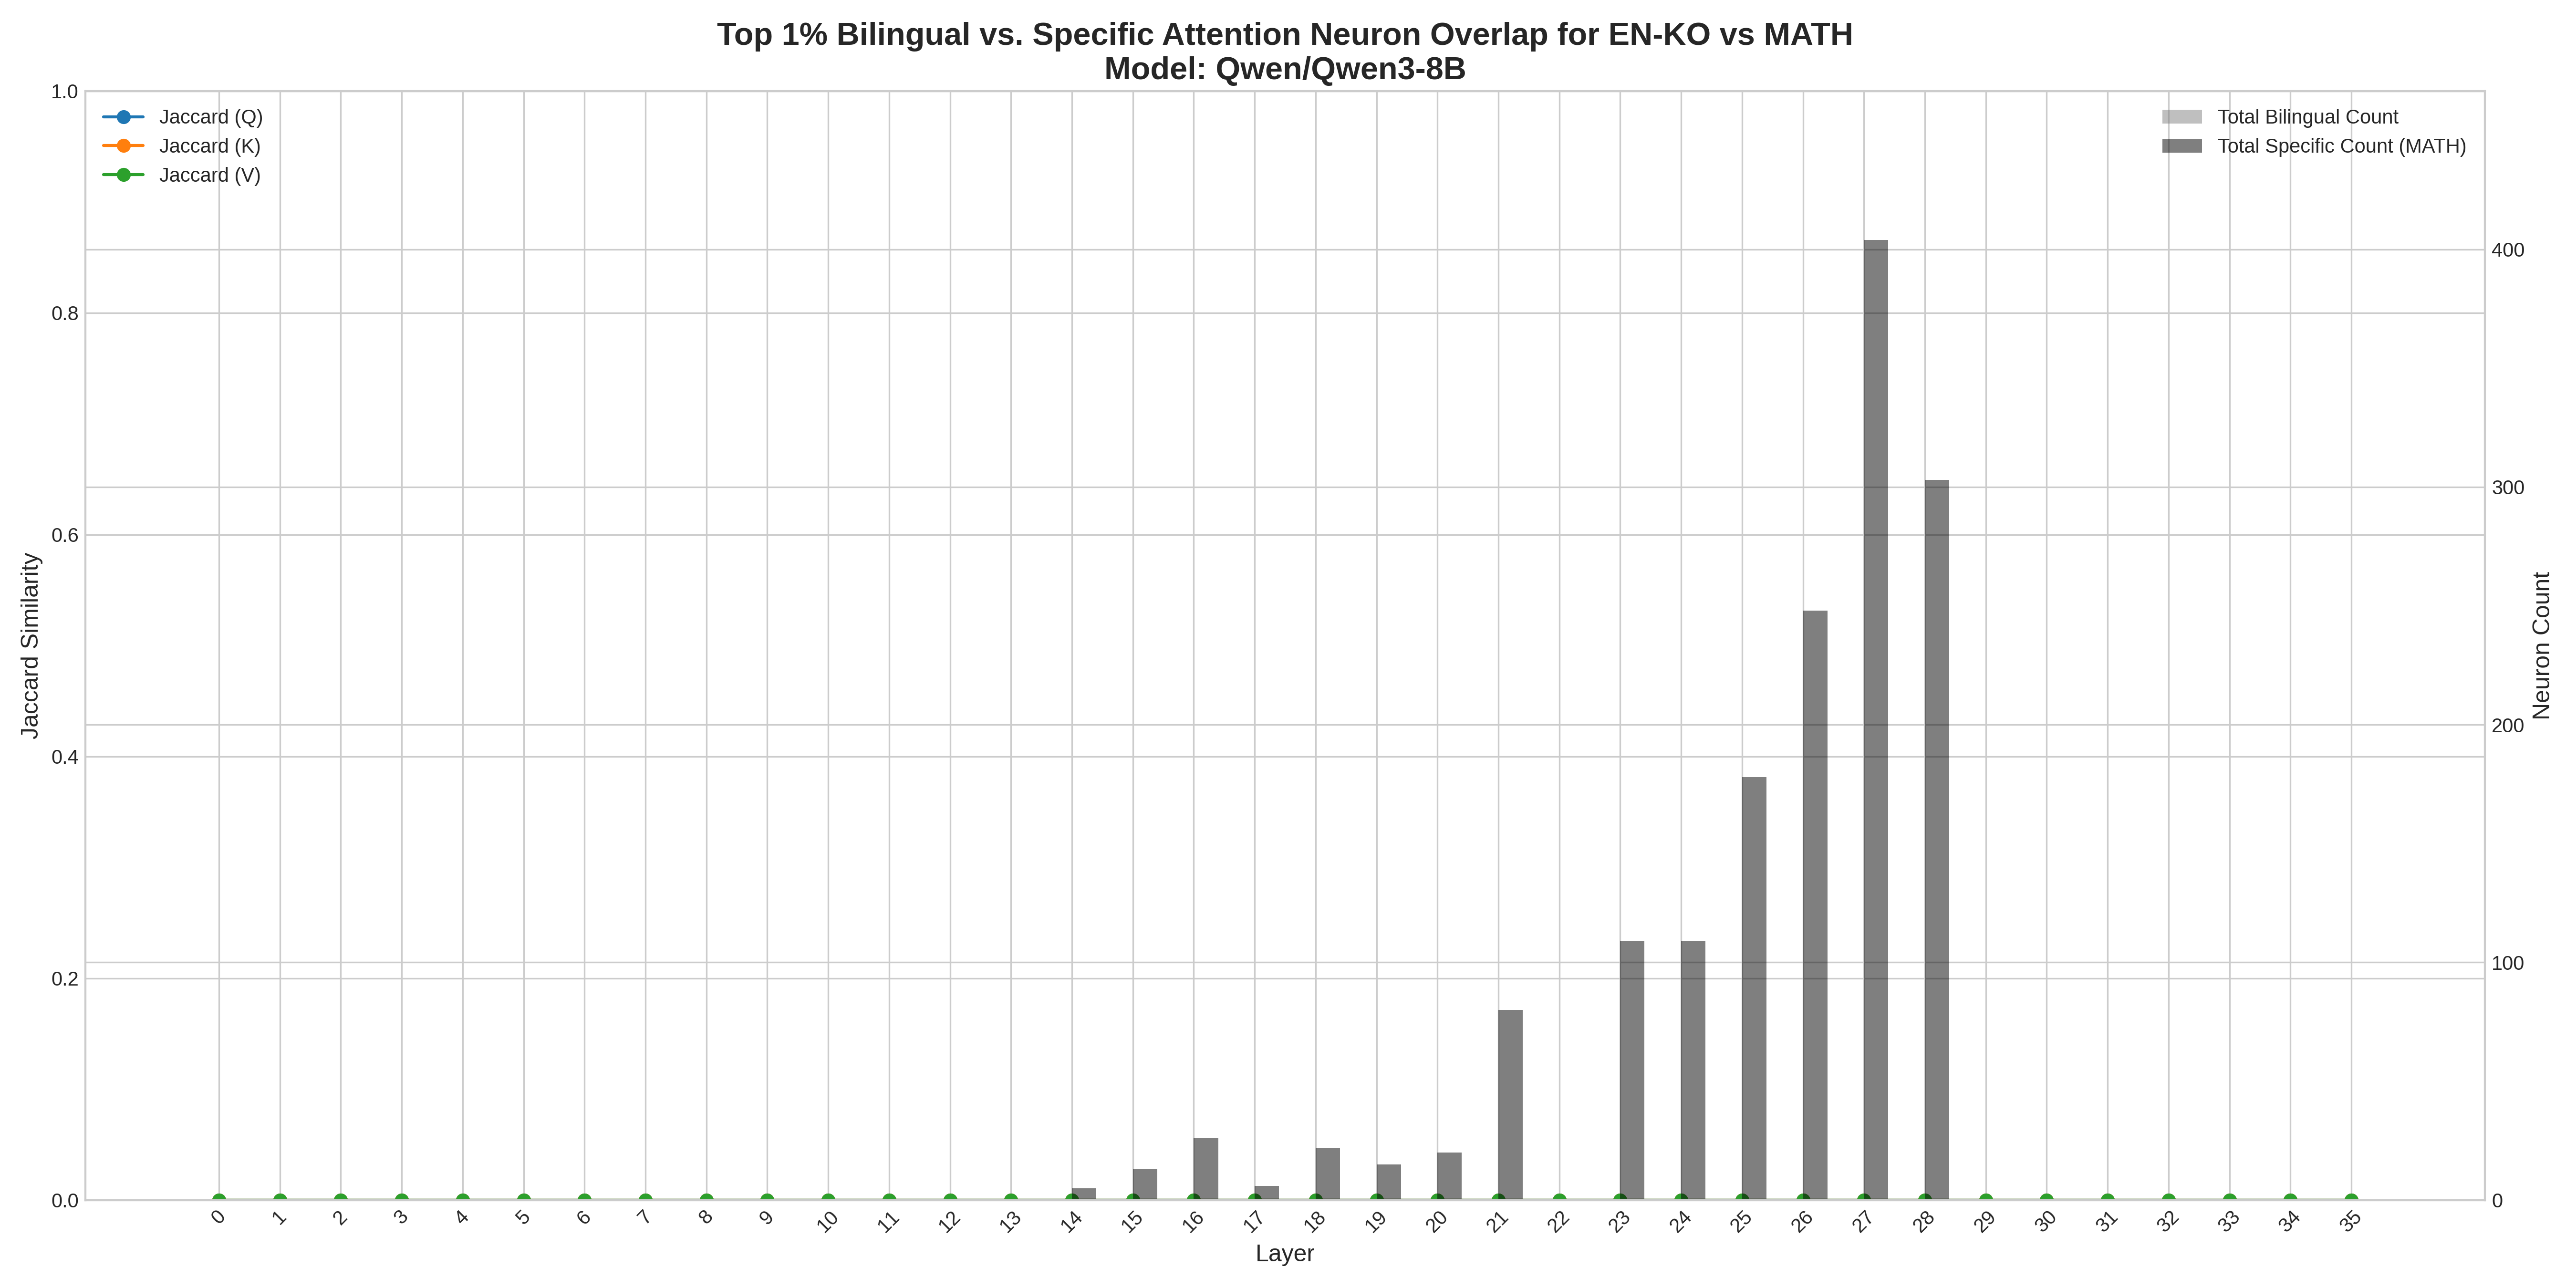 Top 1% Bilingual vs. Specific Attention Neuron Overlap for EN-KO vs MATH
Model: Qwen/Qwen3-8B
Jaccard (Q)
Jaccard (K)
Jaccard (V)
Total Bilingual Count
Total Specific Count (MATH)
1.0
0.8
0.6
0.4
0.2
0.0
Jaccard Similarity
400
300
200
100
0
Neuron Count
0 1 2 3 4 5 6 7 8 9 10 11 12 13 14 15 16 17 18 19 20 21 22 23 24 25 26 27 28 29 30 31 32 33 34 35
Layer